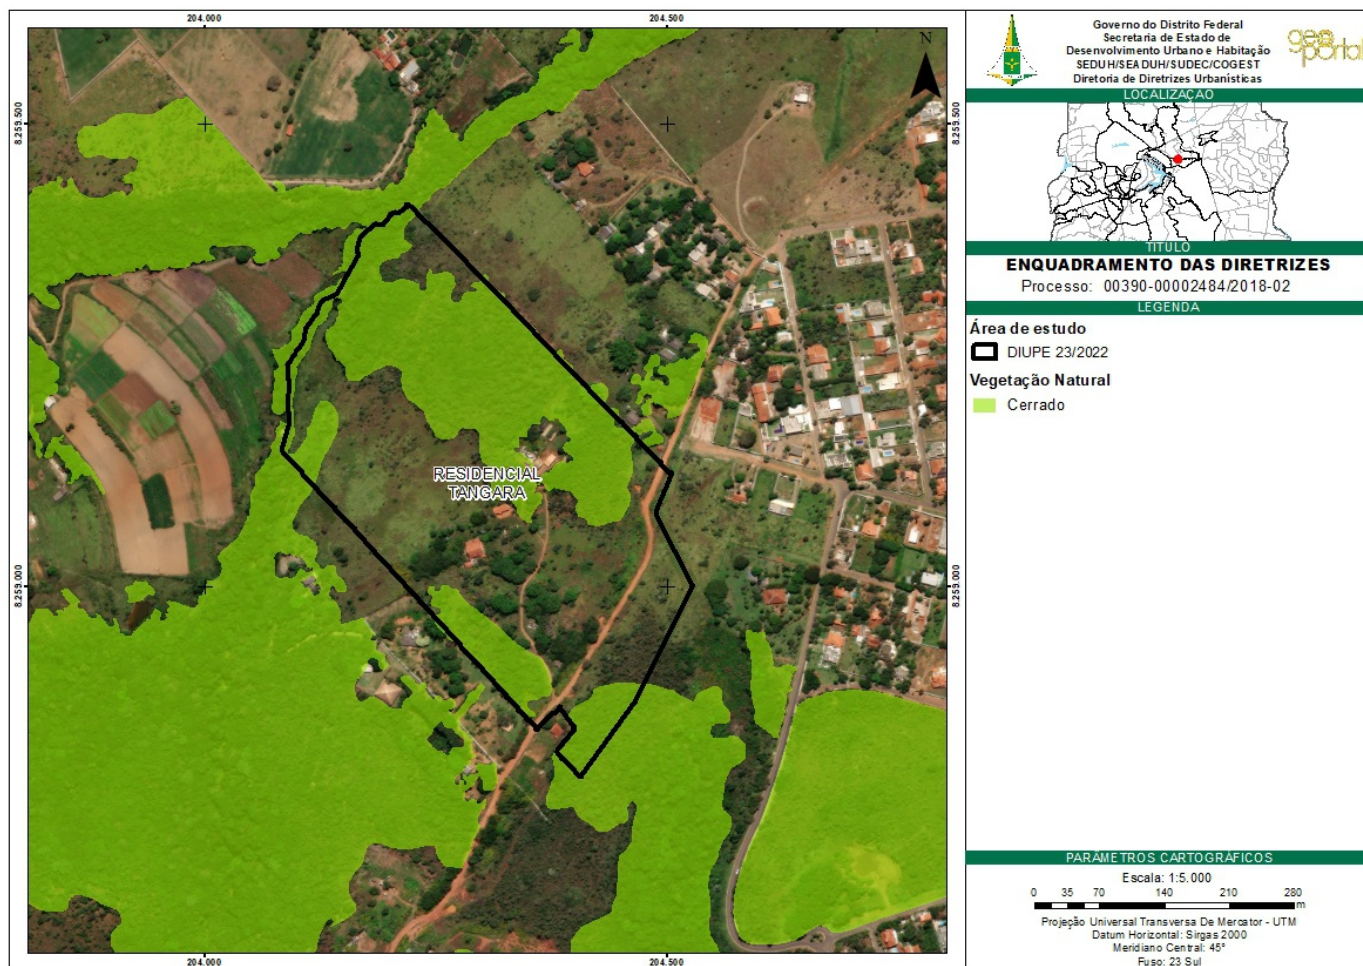 204.000
204.500
N
8.259.500
8.259.500
RESIDENCIAL
TANGARA
8.259.000
8.259.000
204.000
204.500
Governo do Distrito Federal
Secretaria de Estado de
Desenvolvimento Urbano e Habitação
SEDUH/SEADUH/SUDEC/COGEST
Diretoria de Diretrizes Urbanísticas
geo
portal
LOCALIZAÇÃO
TITULO
ENQUADRAMENTO DAS DIRETRIZES
Processo: 00390-00002484/2018-02
LEGENDA
Área de estudo
DIUPE 23/2022
Vegetação Natural
Cerrado
PARÂMETROS CARTOGRÁFICOS
Escala: 1:5.000
0 35 70 140 210 280
m
Projeção Universal Transversa De Mercator - UTM
Datum Horizontal: Sirgas 2000
Meridiano Central: 45°
Fuso: 23 Sul